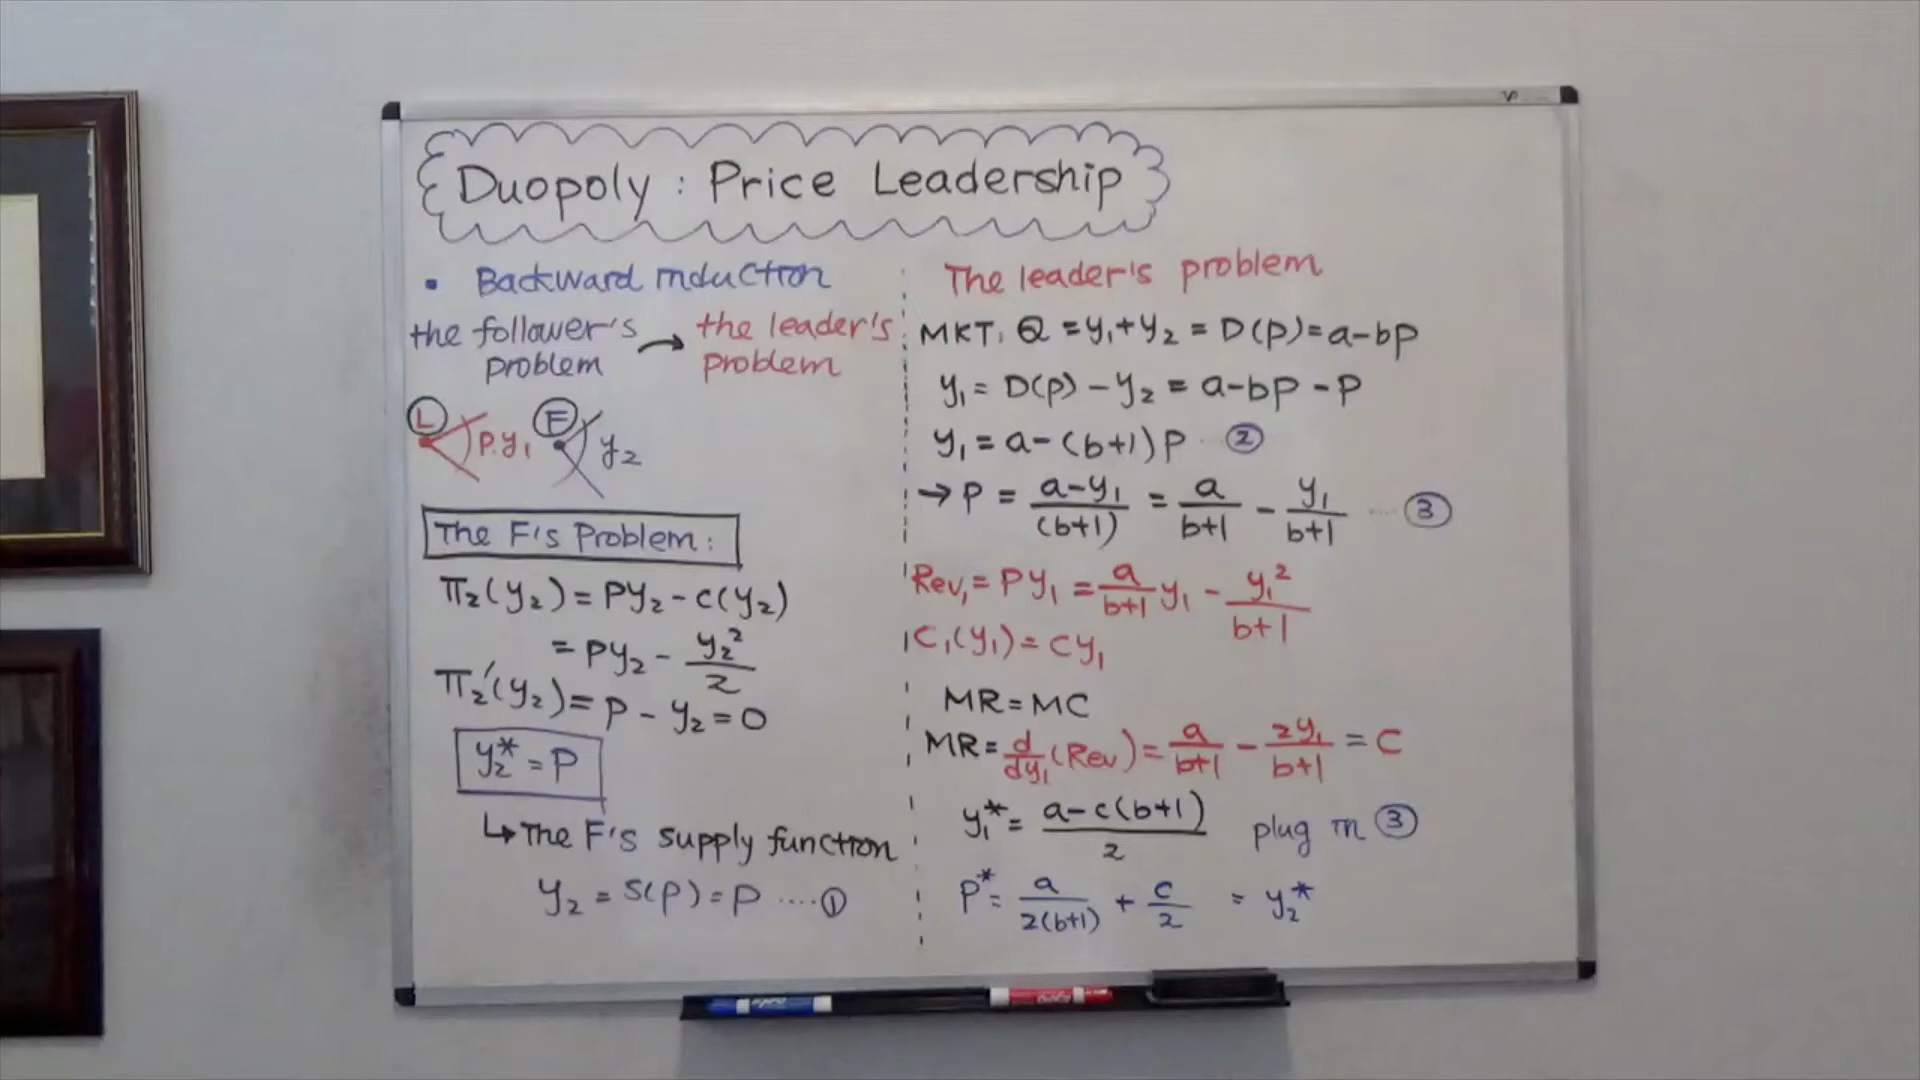 Duopoly : Price Leadership
• Backward induction
the follower's problem → the leader's problem
L P.y₁ F y₂
The F's Problem:
π₂(y₂) = Py₂ - c(y₂)
= Py₂ - y₂²/2
π₂'(y₂) = P - y₂ = 0
y₂* = P
↳ The F's supply function
y₂ = S(p) = P ....①
The leader's problem
MKT: Q = y₁ + y₂ = D(p) = a - bp
y₁ = D(p) - y₂ = a - bp - P
y₁ = a - (b+1)P ..②
→ P = (a-y₁)/(b+1) = a/(b+1) - y₁/(b+1) ....③
Rev₁ = Py₁ = a/(b+1) y₁ - y₁²/(b+1)
C₁(y₁) = cy₁
MR = MC
MR = d/dy₁ (Rev) = a/(b+1) - 2y₁/(b+1) = C
y₁* = (a - c(b+1))/2 plug in ③
P* = a/(2(b+1)) + c/2 = y₂*